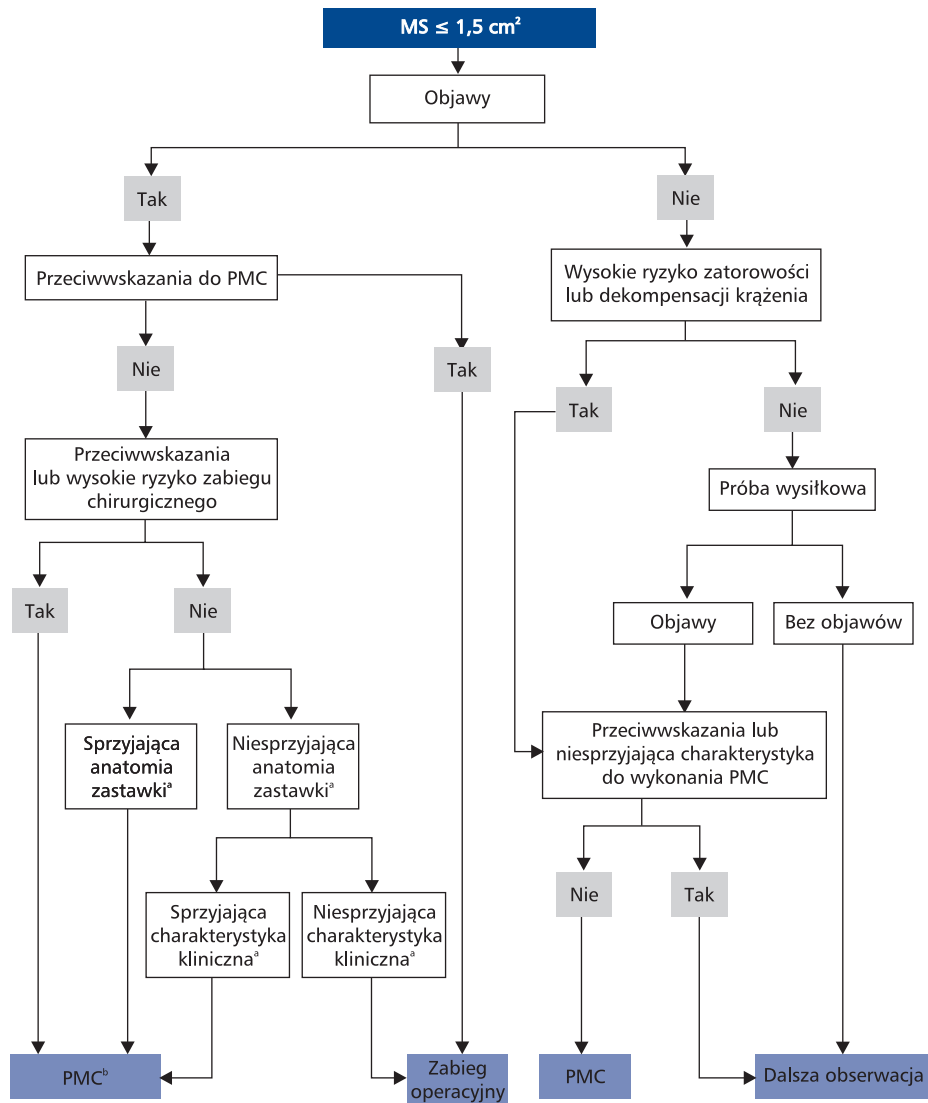 MS ≤ 1,5 cm²
Objawy
Tak
Nie
Przeciwwskazania do PMC
Wysokie ryzyko zatorowości
lub dekompensacji krążenia
Nie
Tak
Tak
Nie
Przeciwwskazania
lub wysokie ryzyko zabiegu
chirurgicznego
Próba wysiłkowa
Tak
Nie
Objawy
Bez objawów
Sprzyjająca
anatomia
zastawkiᵃ
Niesprzyjająca
anatomia
zastawkiᵃ
Przeciwwskazania lub
niesprzyjająca charakterystyka
do wykonania PMC
Sprzyjająca
charakterystyka
klinicznaᵃ
Niesprzyjająca
charakterystyka
klinicznaᵃ
Nie
Tak
PMCᵇ
Zabieg
operacyjny
PMC
Dalsza obserwacja